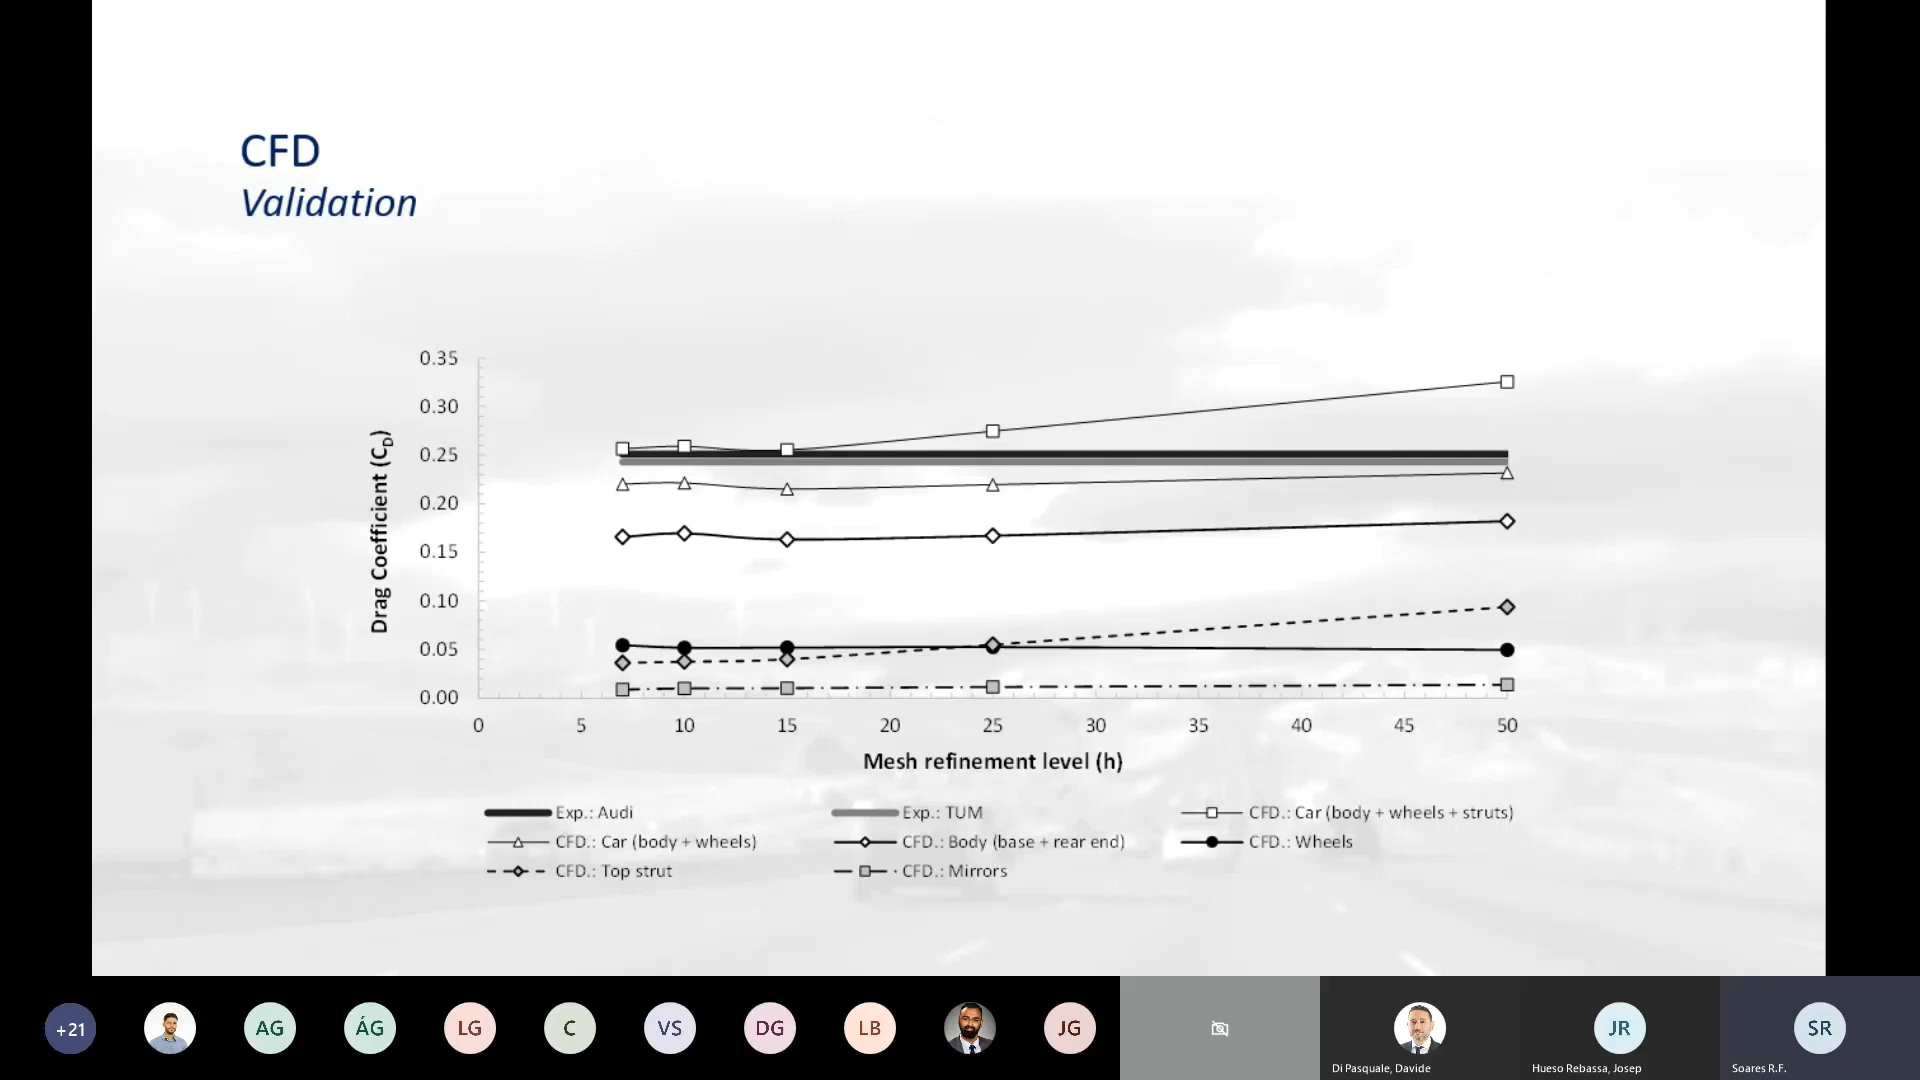 CFD
Validation
0.35
0.30
0.25
0.20
0.15
0.10
0.05
0.00
Drag Coefficient (CD)
0 5 10 15 20 25 30 35 40 45 50
Mesh refinement level (h)
Exp.: Audi Exp.: TUM CFD.: Car (body + wheels + struts)
CFD.: Car (body + wheels) CFD.: Body (base + rear end) CFD.: Wheels
CFD.: Top strut CFD.: Mirrors
+21 AG ÁG LG C VS DG LB JG JR SR
Di Pasquale, Davide Hueso Rebassa, Josep Soares R.F.